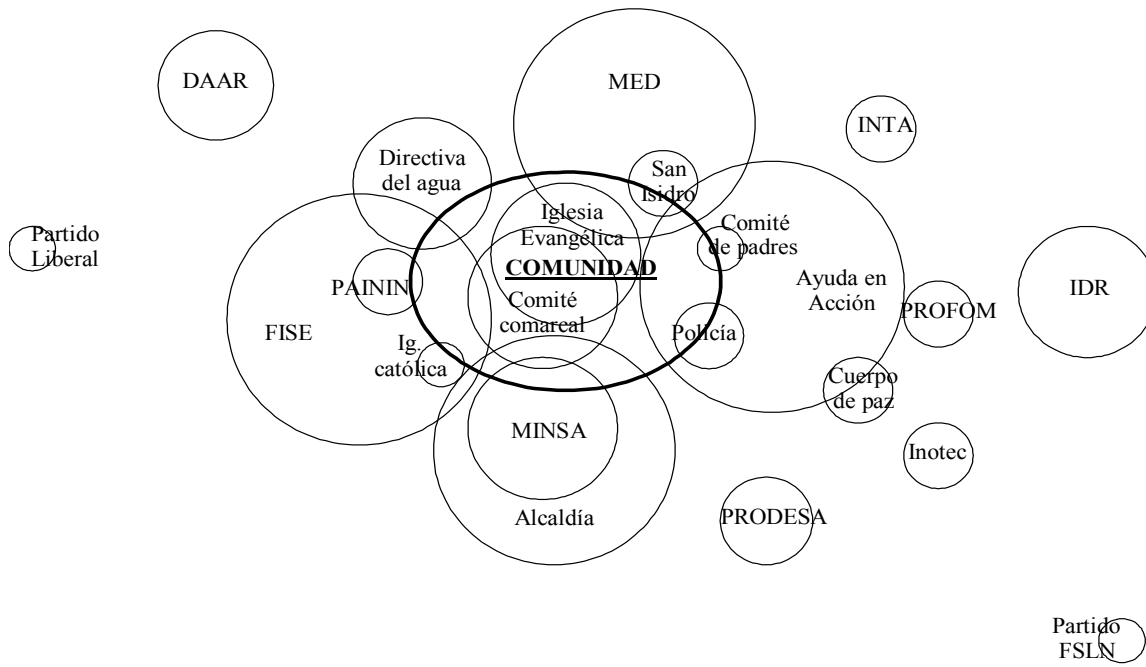 DAAR
MED
INTA
Directiva
del agua
San
Isidro
Iglesia
Evangélica
Comité
de padres
Partido
Liberal
COMUNIDAD
Ayuda en
Acción
PAININ
IDR
Comité
comarcal
PROFOM
FISE
Policía
Ig.
católica
Cuerpo
de paz
MINSA
Inotec
Alcaldía
PRODESA
Partido
FSLN